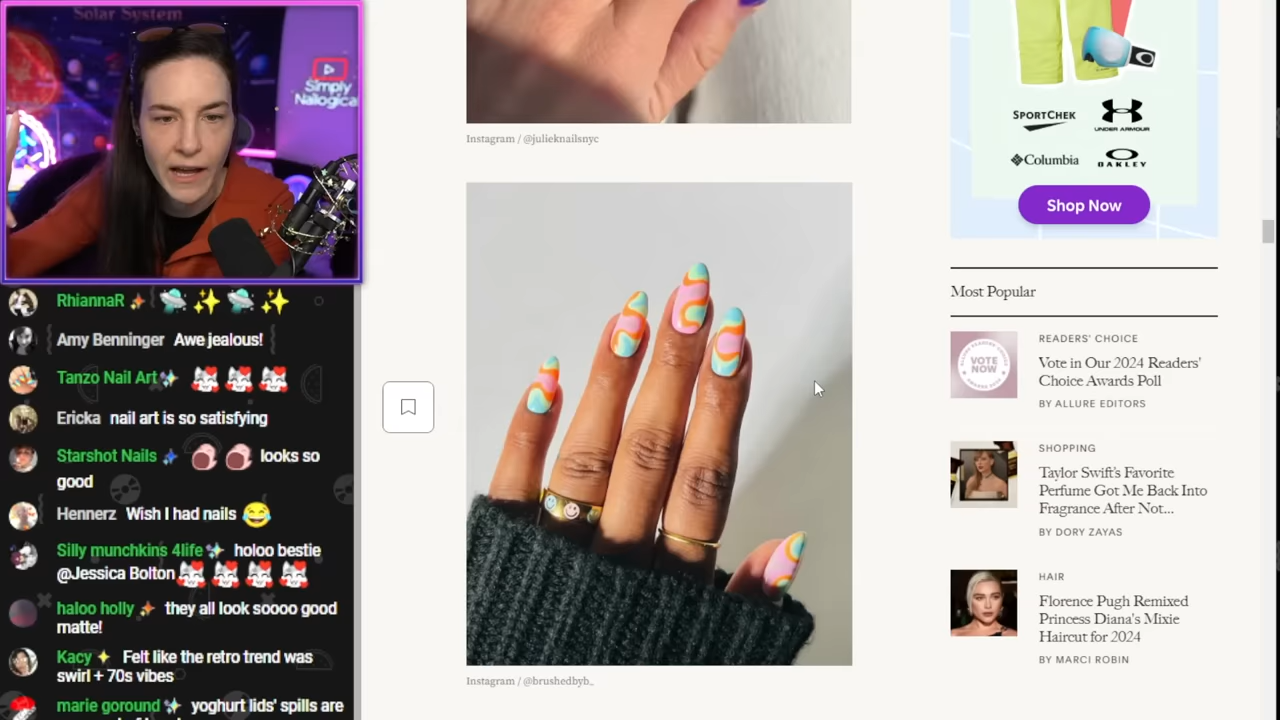 Solar System
Simply
Nailogical
RhiannaR
Amy Benninger Awe jealous!
Tanzo Nail Art
Ericka nail art is so satisfying
Starshot Nails looks so
good
Hennerz Wish I had nails
Silly munchkins 4life holoo bestie
@Jessica Bolton
haloo holly they all look soooo good
matte!
Kacy Felt like the retro trend was
swirl + 70s vibes
marie goround yoghurt lids' spills are
Instagram / @julieknailsnyc
Instagram / @brushedbyb_
SPORTCHEK
UNDER ARMOUR
Columbia
OAKLEY
Shop Now
Most Popular
VOTE
NOW
READERS' CHOICE
Vote in Our 2024 Readers'
Choice Awards Poll
BY ALLURE EDITORS
SHOPPING
Taylor Swift's Favorite
Perfume Got Me Back Into
Fragrance After Not...
BY DORY ZAYAS
HAIR
Florence Pugh Remixed
Princess Diana's Mixie
Haircut for 2024
BY MARCI ROBIN